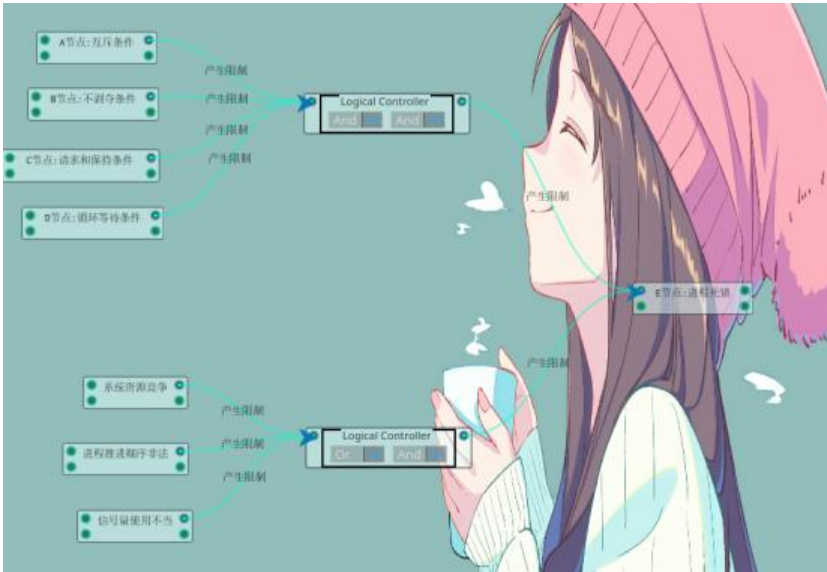 A节点:互斥条件
产生限制
B节点:不剥夺条件
产生限制
Logical Controller
And And
产生限制
C节点:请求和保持条件
产生限制
D节点:循环等待条件
产生限制
E节点:进程死锁
产生限制
系统资源竞争
产生限制
进程推进顺序非法
产生限制
Logical Controller
Or And
产生限制
信号量使用不当